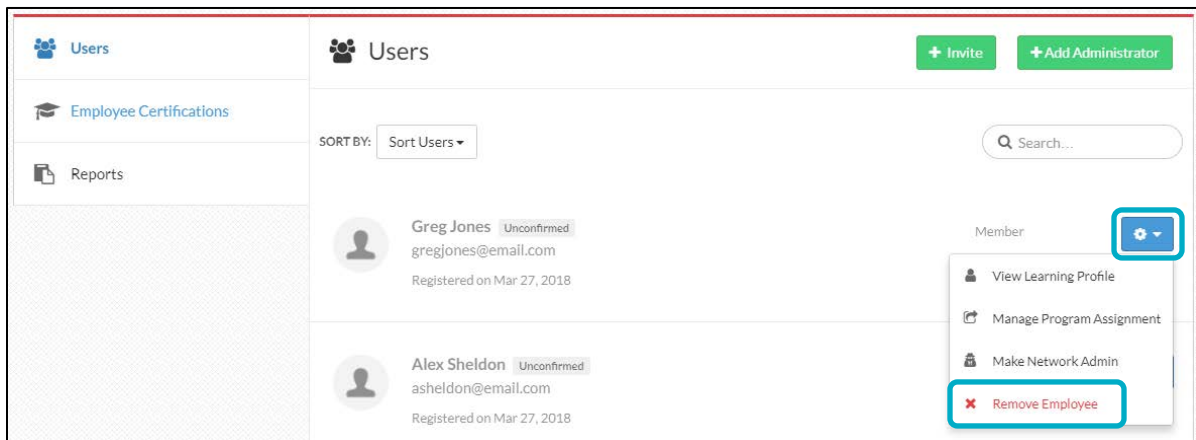 Users
Employee Certifications
Reports
Users
+ Invite
+ Add Administrator
SORT BY: Sort Users
Search...
Greg Jones Unconfirmed
gregjones@email.com
Registered on Mar 27, 2018
Member
View Learning Profile
Manage Program Assignment
Make Network Admin
Remove Employee
Alex Sheldon Unconfirmed
asheldon@email.com
Registered on Mar 27, 2018